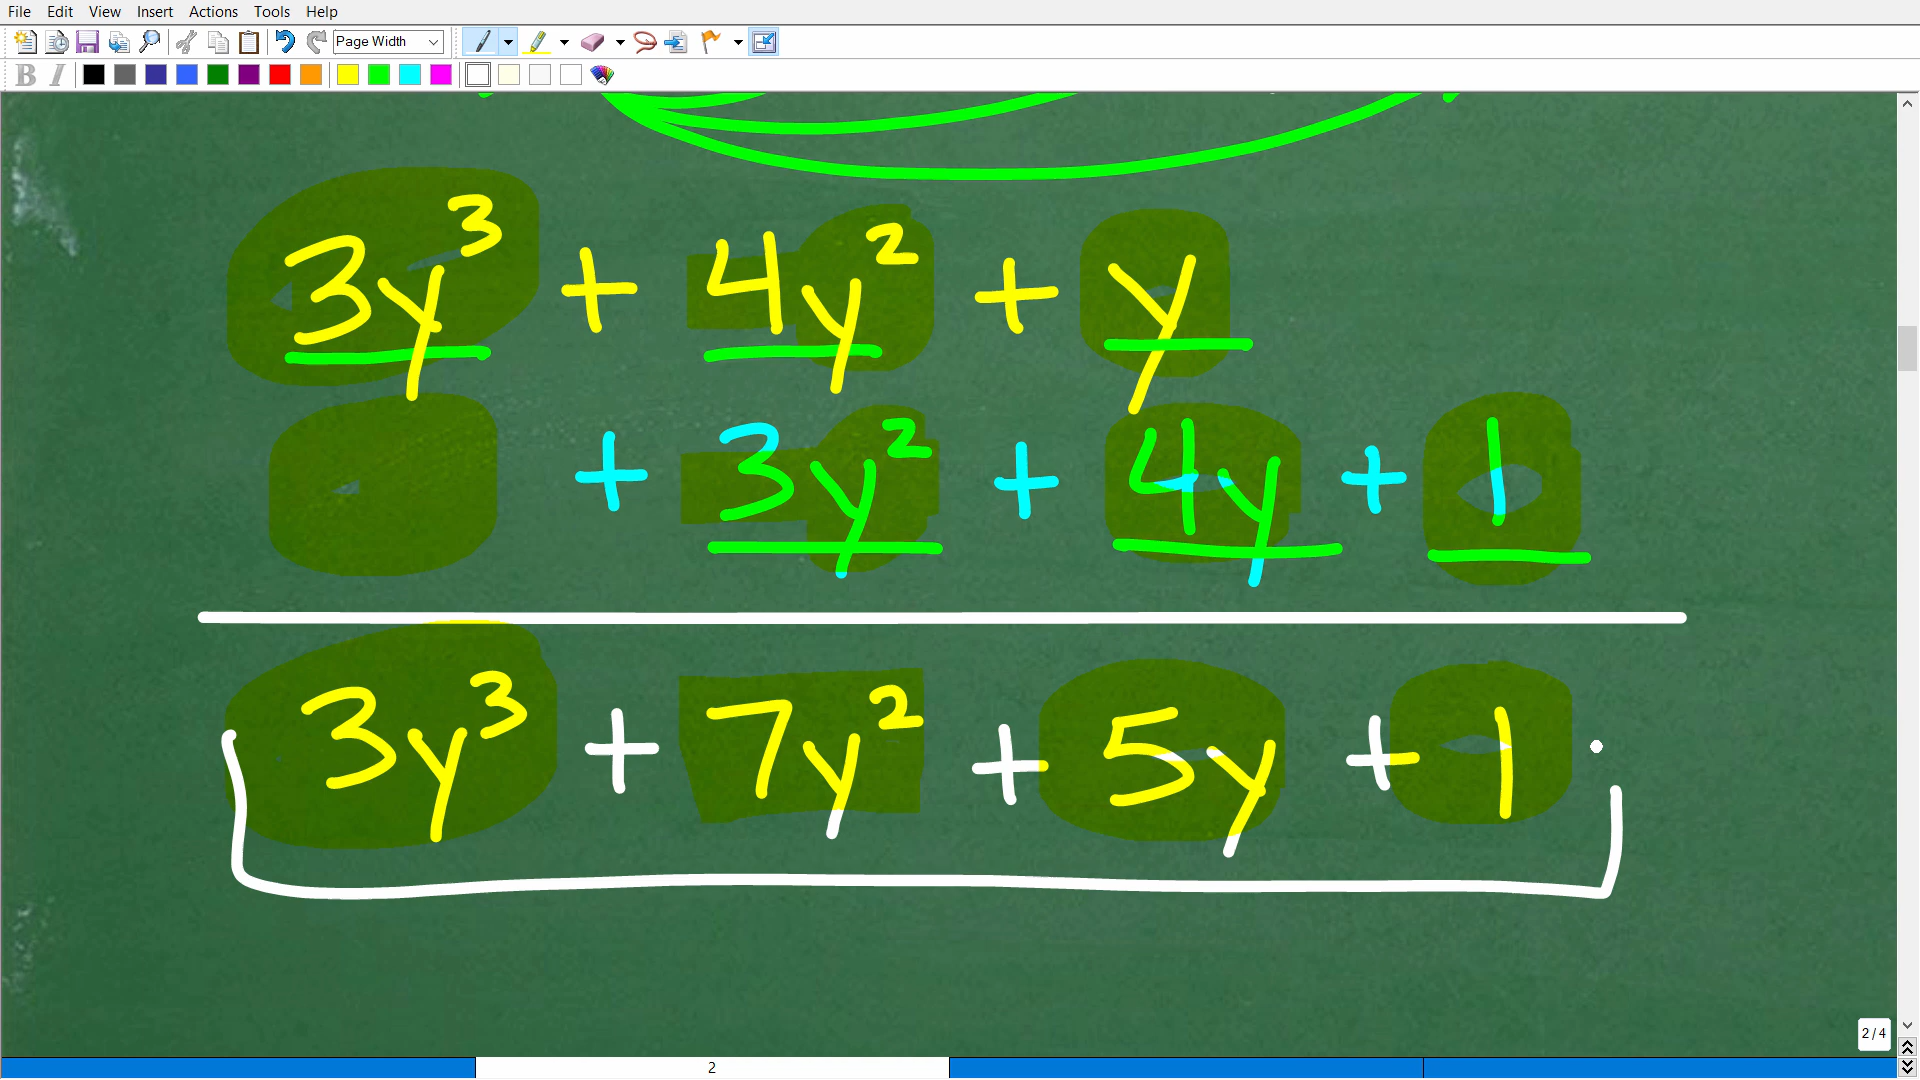 File Edit View Insert Actions Tools Help
Page Width
B I
3y³ + 4y² + y
+ 3y² + 4y + 1
3y³ + 7y² + 5y + 1
2 / 4
2